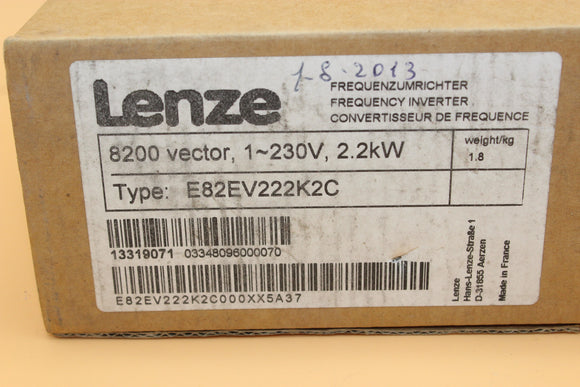 1-8-2013
Lenze
FREQUENZUMRICHTER
FREQUENCY INVERTER
CONVERTISSEUR DE FREQUENCE
8200 vector, 1~230V, 2.2kW
weight/kg
1.8
Type: E82EV222K2C
13319071 03348096000070
E82EV222K2C000XX5A37
Lenze
Hans-Lenze-Straße 1
D-31855 Aerzen
Made in France